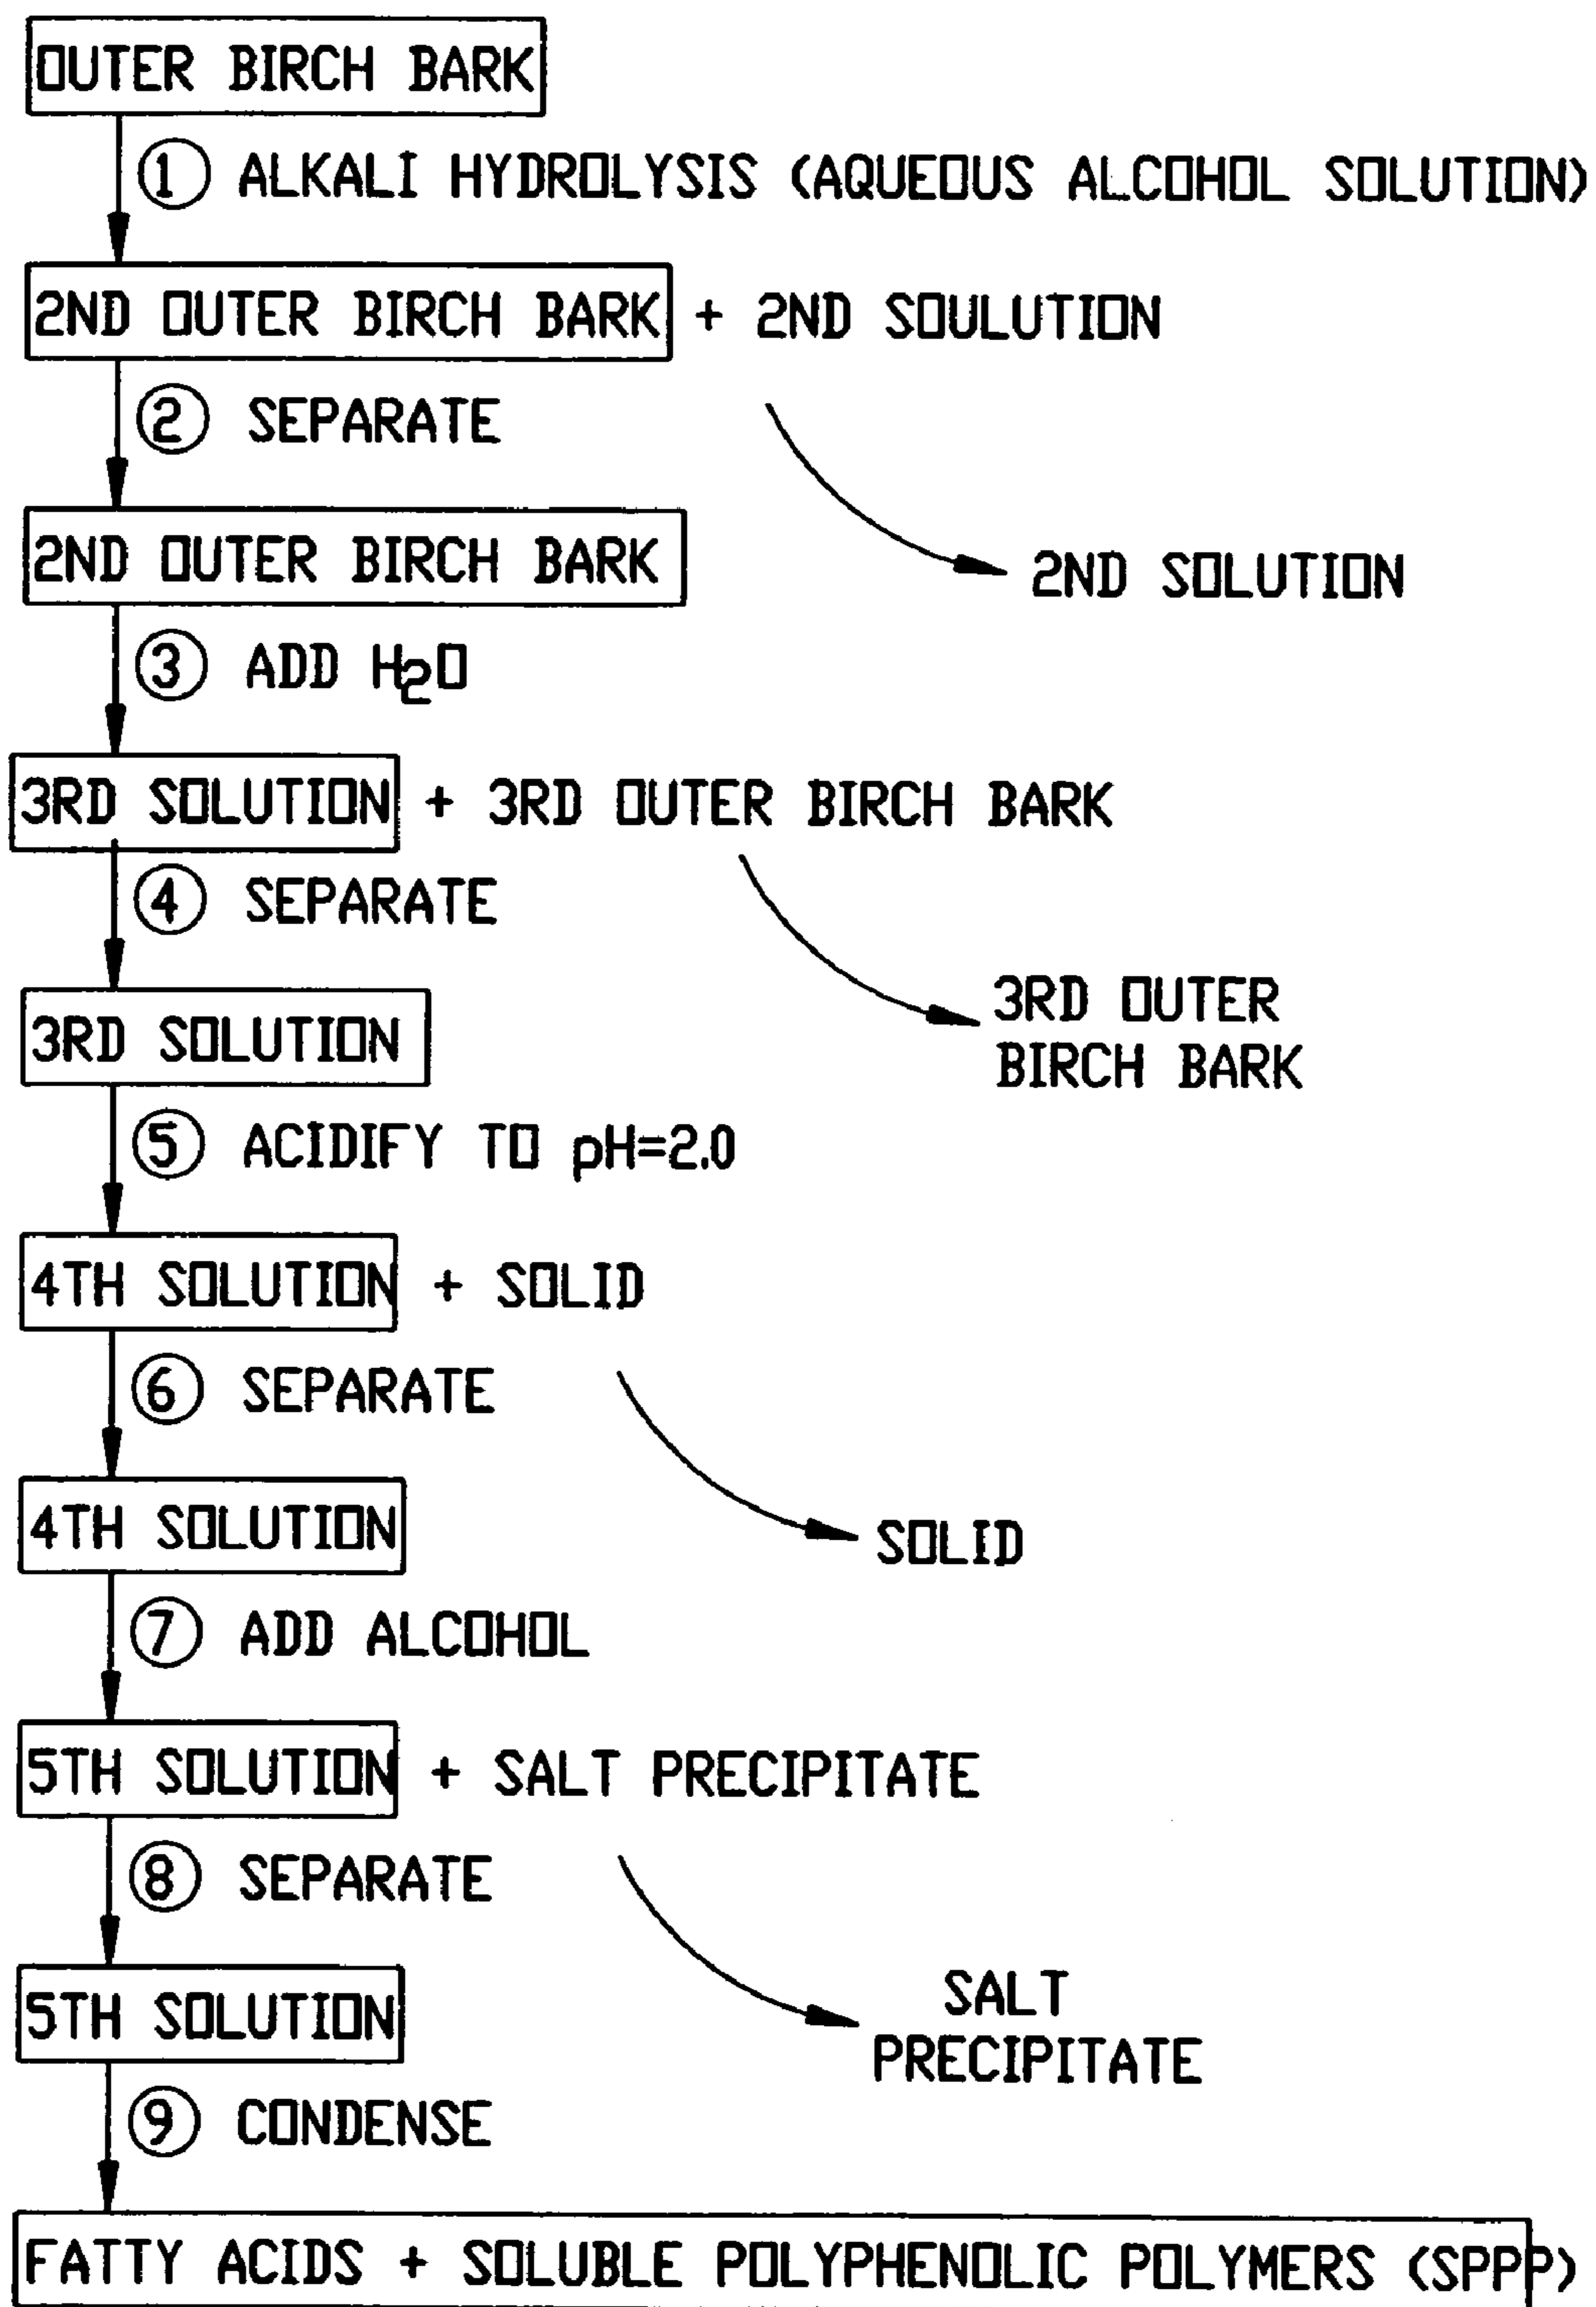 OUTER BIRCH BARK
① ALKALI HYDROLYSIS (AQUEOUS ALCOHOL SOLUTION)
2ND OUTER BIRCH BARK + 2ND SOULUTION
② SEPARATE
2ND SOLUTION
2ND OUTER BIRCH BARK
③ ADD H₂O
3RD SOLUTION + 3RD OUTER BIRCH BARK
④ SEPARATE
3RD OUTER
BIRCH BARK
3RD SOLUTION
⑤ ACIDIFY TO pH=2.0
4TH SOLUTION + SOLID
⑥ SEPARATE
SOLID
4TH SOLUTION
⑦ ADD ALCOHOL
5TH SOLUTION + SALT PRECIPITATE
⑧ SEPARATE
SALT
PRECIPITATE
5TH SOLUTION
⑨ CONDENSE
FATTY ACIDS + SOLUBLE POLYPHENOLIC POLYMERS (SPPP)